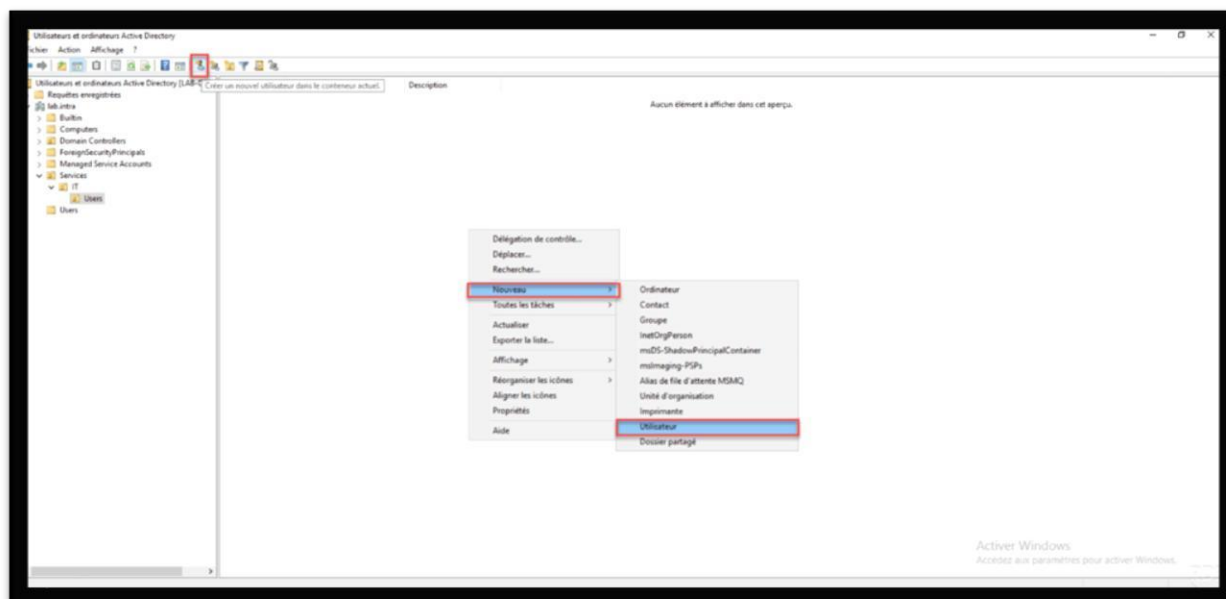 Utilisateurs et ordinateurs Active Directory
Fichier Action Affichage ?
Utilisateurs et ordinateurs Active Directory [LAB-
Créer un nouvel utilisateur dans le conteneur actuel.
Description
Requêtes enregistrées
lab.intra
Builtin
Computers
Domain Controllers
ForeignSecurityPrincipals
Managed Service Accounts
Services
IT
Users
Users
Aucun élément à afficher dans cet aperçu.
Délégation de contrôle...
Déplacer...
Rechercher...
Nouveau
Toutes les tâches
Actualiser
Exporter la liste...
Affichage
Réorganiser les icônes
Aligner les icônes
Propriétés
Aide
Ordinateur
Contact
Groupe
InetOrgPerson
msDS-ShadowPrincipalContainer
msImaging-PSPs
Alias de file d'attente MSMQ
Unité d'organisation
Imprimante
Utilisateur
Dossier partagé
Activer Windows
Accédez aux paramètres pour activer Windows.